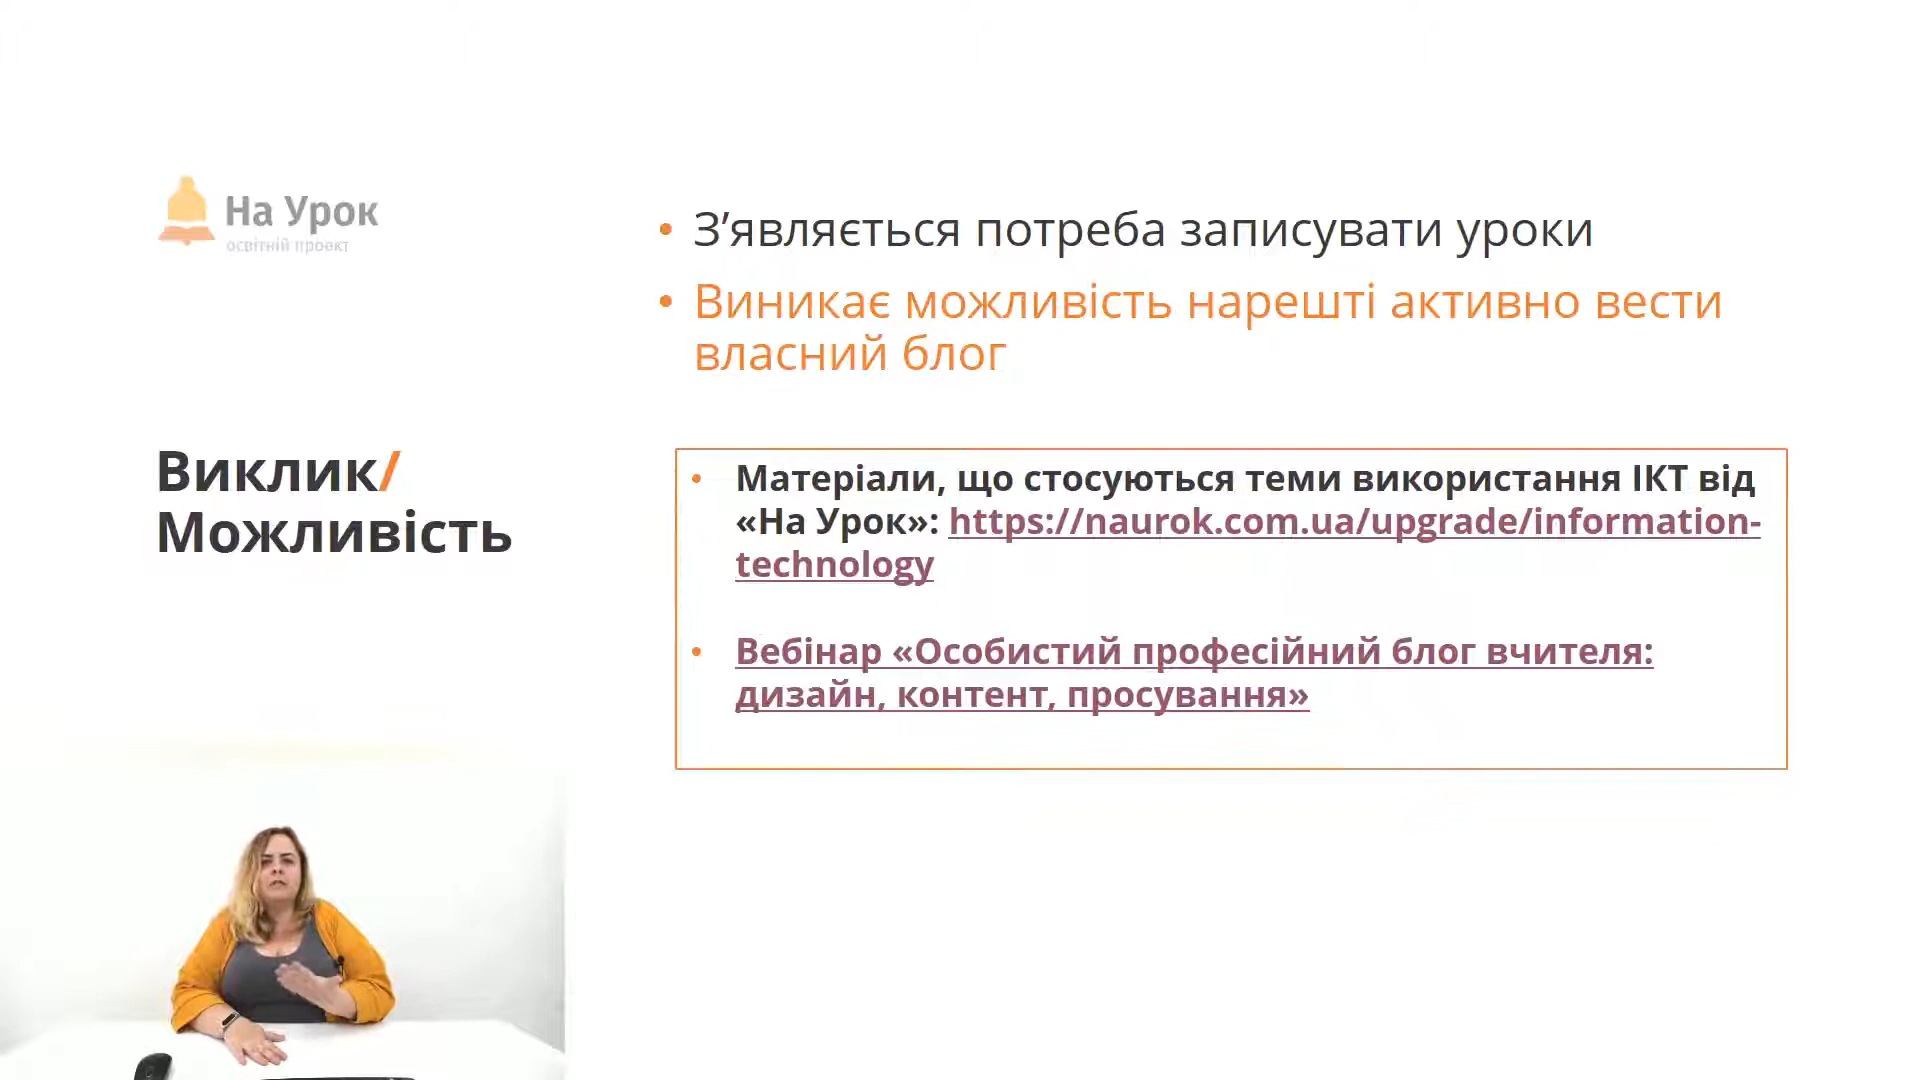 На Урок
освітній проект
З’являється потреба записувати уроки
Виникає можливість нарешті активно вести
власний блог
Виклик/
Можливість
Матеріали, що стосуються теми використання ІКТ від
«На Урок»: https://naurok.com.ua/upgrade/information-
technology
Вебінар «Особистий професійний блог вчителя:
дизайн, контент, просування»